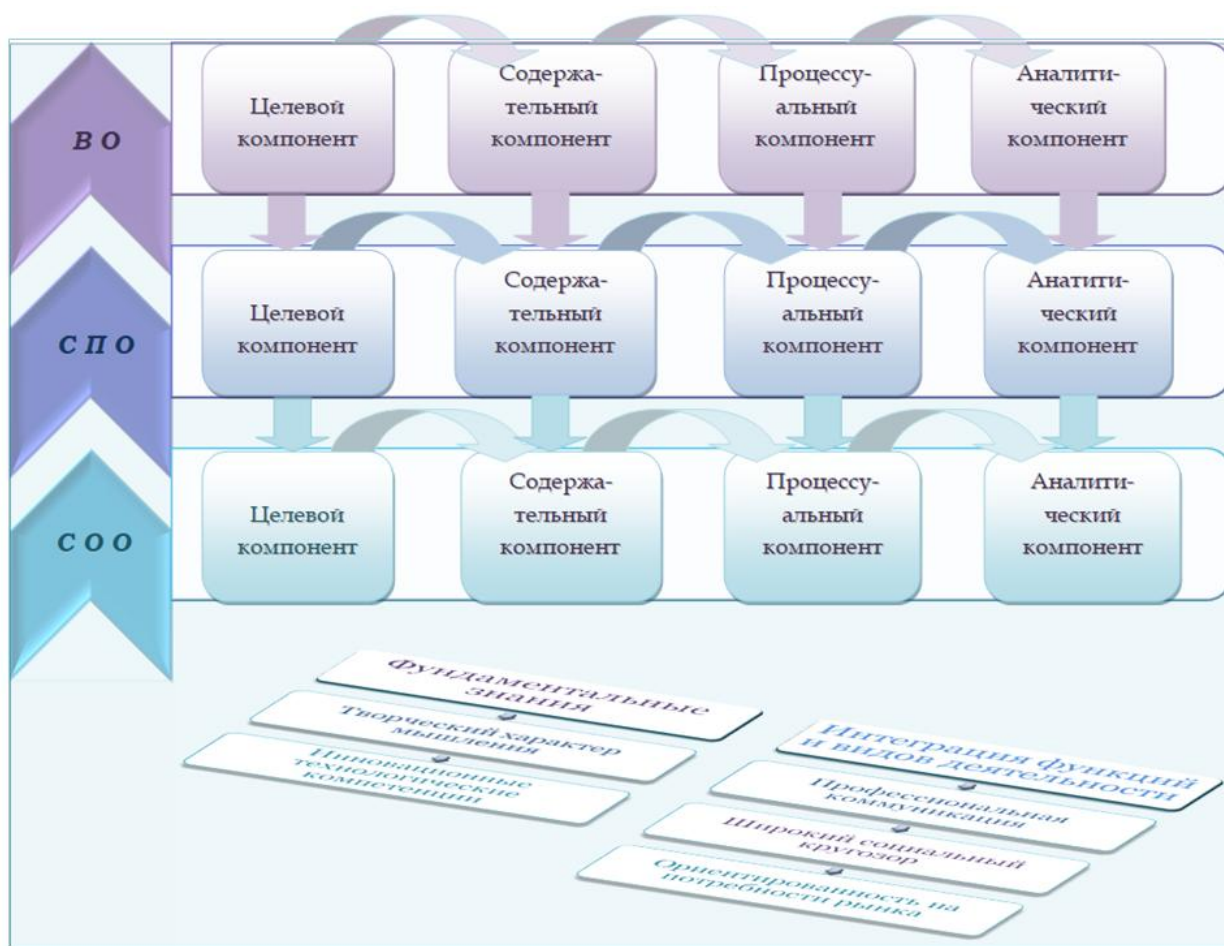 В О
Целевой
компонент
Содержа-
тельный
компонент
Процессу-
альный
компонент
Аналити-
ческий
компонент
С П О
Целевой
компонент
Содержа-
тельный
компонент
Процессу-
альный
компонент
Анатити-
ческий
компонент
С О О
Целевой
компонент
Содержа-
тельный
компонент
Процессу-
альный
компонент
Аналити-
ческий
компонент
Фундаментальные
знания
Творческий характер
мышления
Инновационные
технологические
компетенции
Интеграция функций
и видов деятельности
Профессиональная
коммуникация
Широкий социальный
кругозор
Ориентированность на
потребности рынка